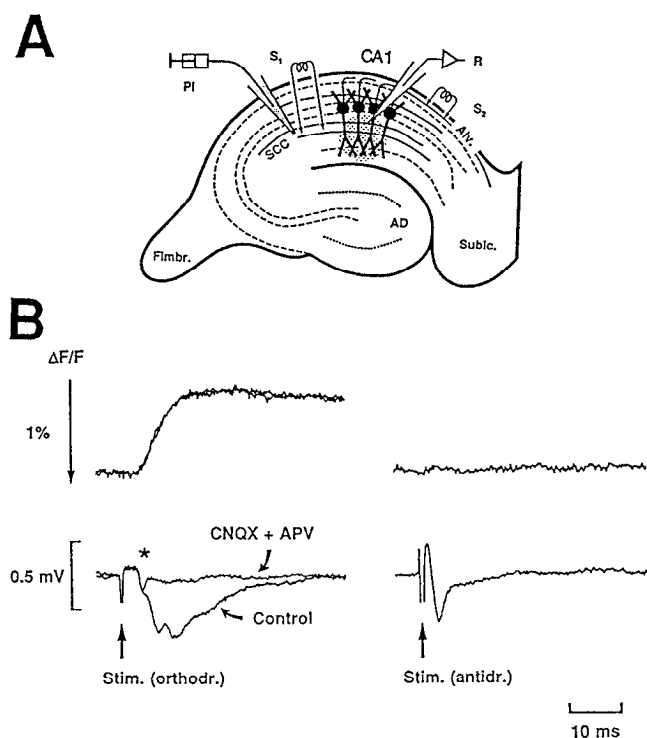 A
S₁
CA1
R
PI
S₂
Alv.
SCC
AD
Fimbr.
Subic.
B
ΔF/F
1%
CNQX + APV
*
0.5 mV
Control
Stim. (orthodr.)
Stim. (antidr.)
10 ms